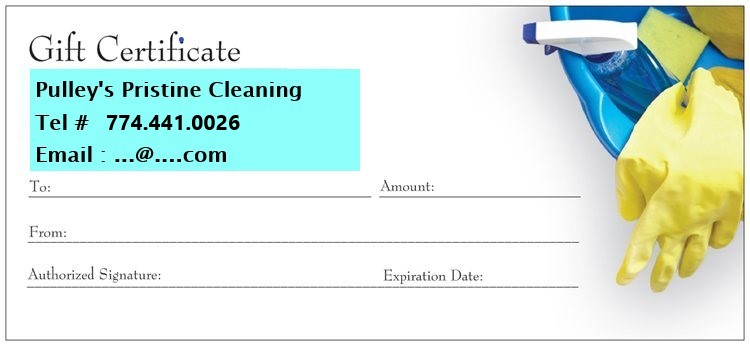 Gift Certificate
Pulley's Pristine Cleaning
Tel # 774.441.0026
Email : ...@....com
To: Amount:
From:
Authorized Signature: Expiration Date: